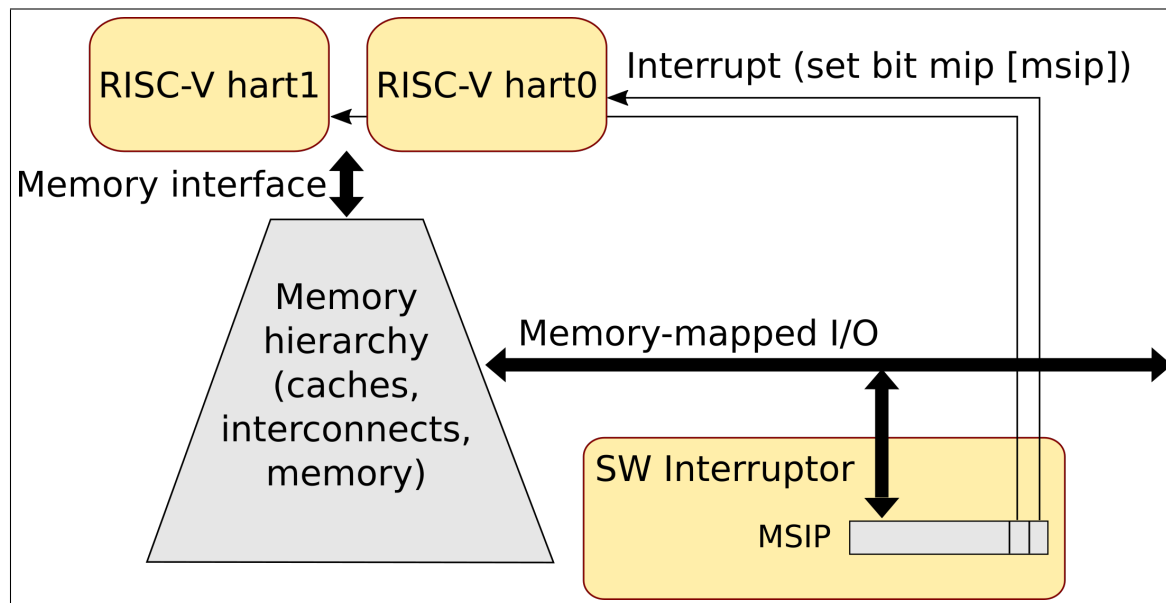 RISC-V hart1
RISC-V hart0
Interrupt (set bit mip [msip])
Memory interface
Memory
hierarchy
(caches,
interconnects,
memory)
Memory-mapped I/O
SW Interruptor
MSIP